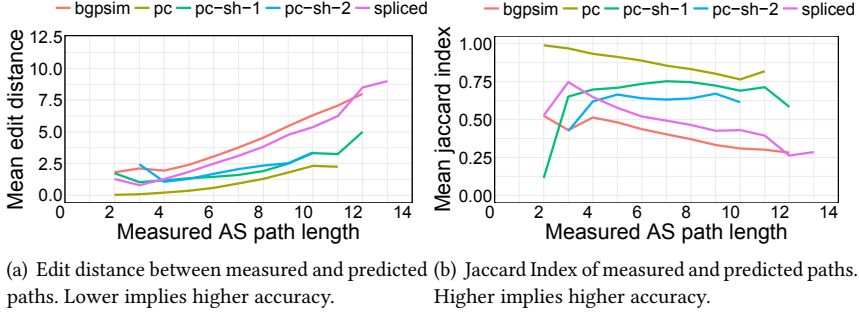 bgpsim pc pc-sh-1 pc-sh-2 spliced
Mean edit distance
12.5
10.0
7.5
5.0
2.5
0.0
0 2 4 6 8 10 12 14
Measured AS path length
(a) Edit distance between measured and predicted
paths. Lower implies higher accuracy.
bgpsim pc pc-sh-1 pc-sh-2 spliced
Mean jaccard index
1.00
0.75
0.50
0.25
0.00
0 2 4 6 8 10 12 14
Measured AS path length
(b) Jaccard Index of measured and predicted paths.
Higher implies higher accuracy.